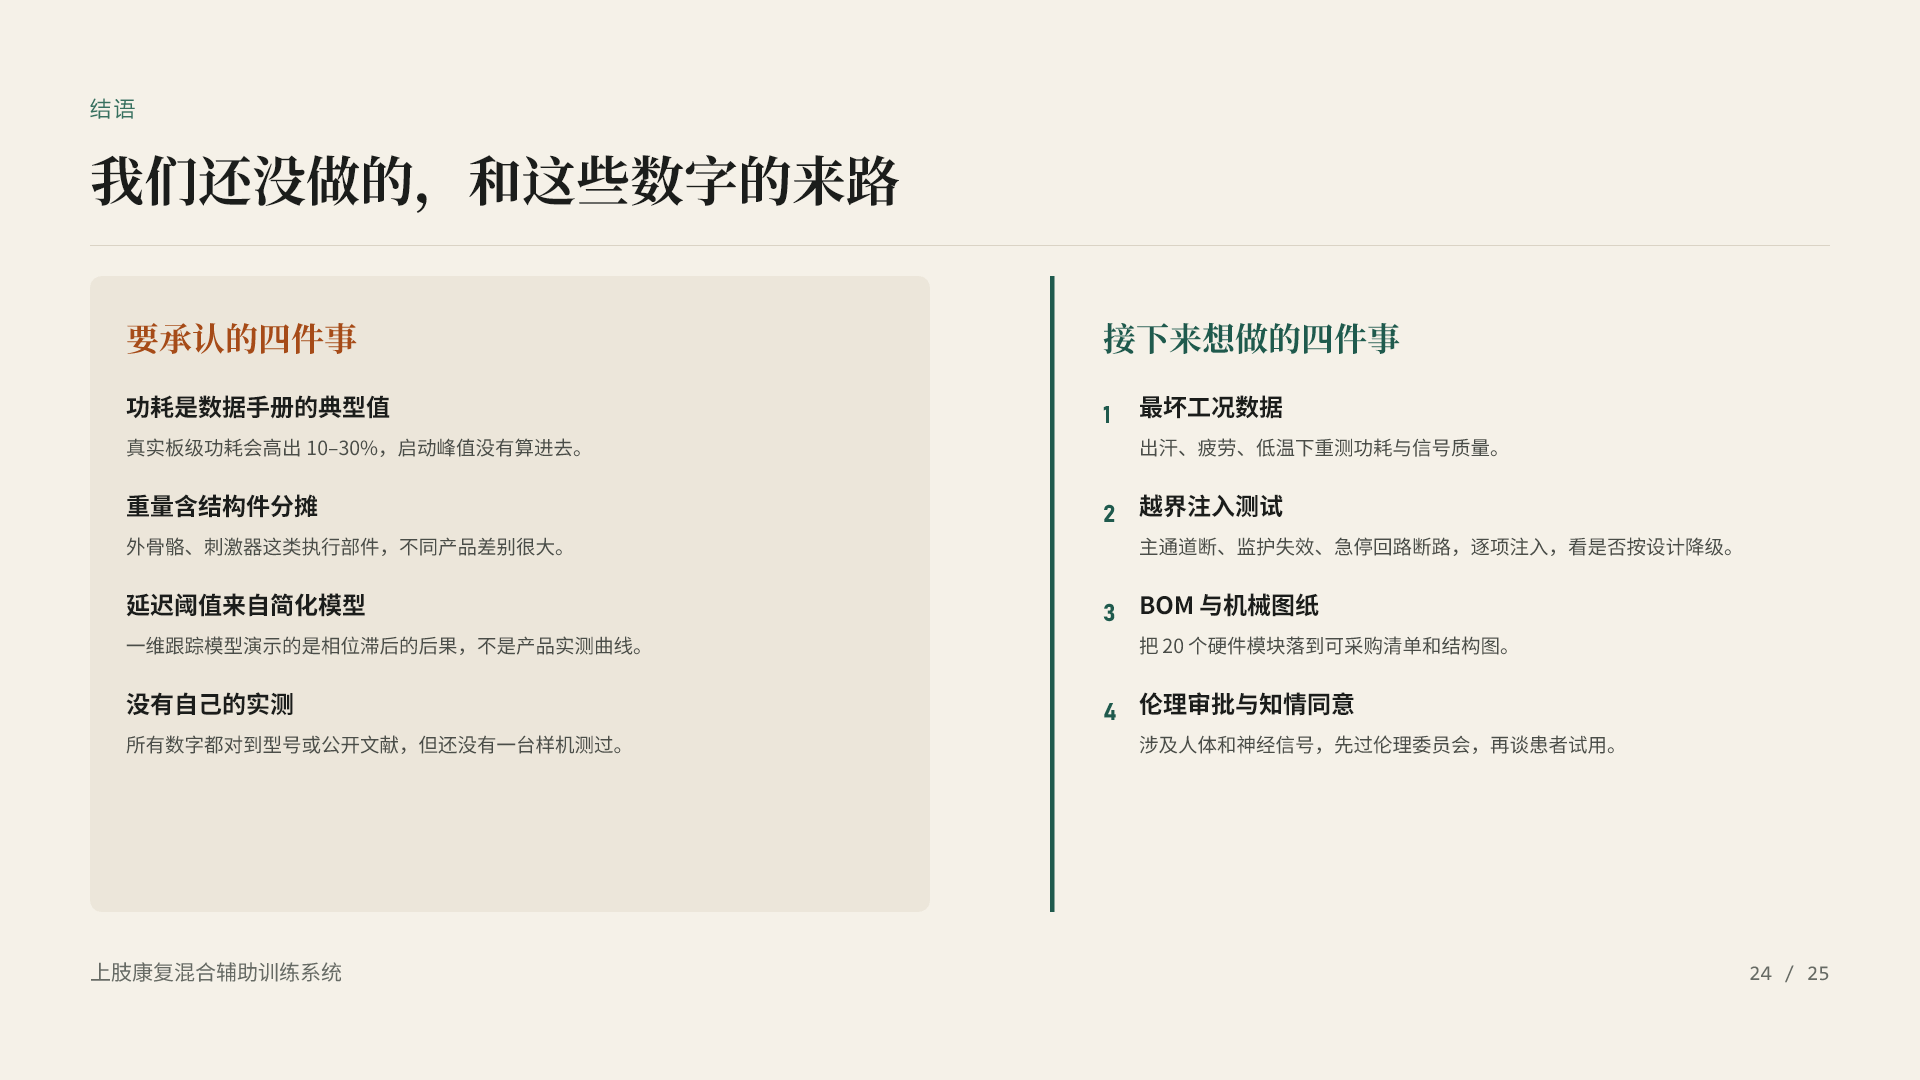 结语
我们还没做的，和这些数字的来路
要承认的四件事
功耗是数据手册的典型值
真实板级功耗会高出 10–30%，启动峰值没有算进去。
重量含结构件分摊
外骨骼、刺激器这类执行部件，不同产品差别很大。
延迟阈值来自简化模型
一维跟踪模型演示的是相位滞后的后果，不是产品实测曲线。
没有自己的实测
所有数字都对到型号或公开文献，但还没有一台样机测过。
接下来想做的四件事
1 最坏工况数据
出汗、疲劳、低温下重测功耗与信号质量。
2 越界注入测试
主通道断、监护失效、急停回路断路，逐项注入，看是否按设计降级。
3 BOM 与机械图纸
把 20 个硬件模块落到可采购清单和结构图。
4 伦理审批与知情同意
涉及人体和神经信号，先过伦理委员会，再谈患者试用。
上肢康复混合辅助训练系统
24 / 25